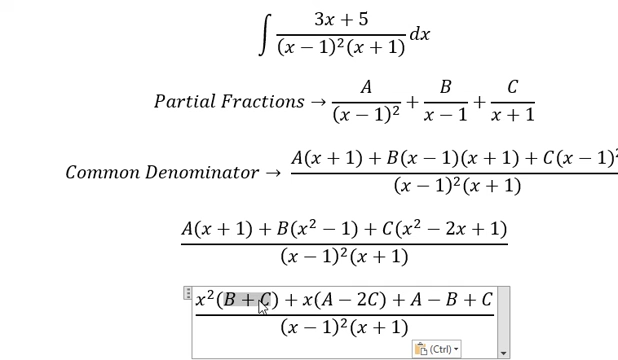 ∫ (3x + 5)/((x − 1)²(x + 1)) dx
Partial Fractions → A/(x − 1)² + B/(x − 1) + C/(x + 1)
Common Denominator → (A(x + 1) + B(x − 1)(x + 1) + C(x − 1)²)/((x − 1)²(x + 1))
(A(x + 1) + B(x² − 1) + C(x² − 2x + 1))/((x − 1)²(x + 1))
(x²(B + C) + x(A − 2C) + A − B + C)/((x − 1)²(x + 1))
(Ctrl)